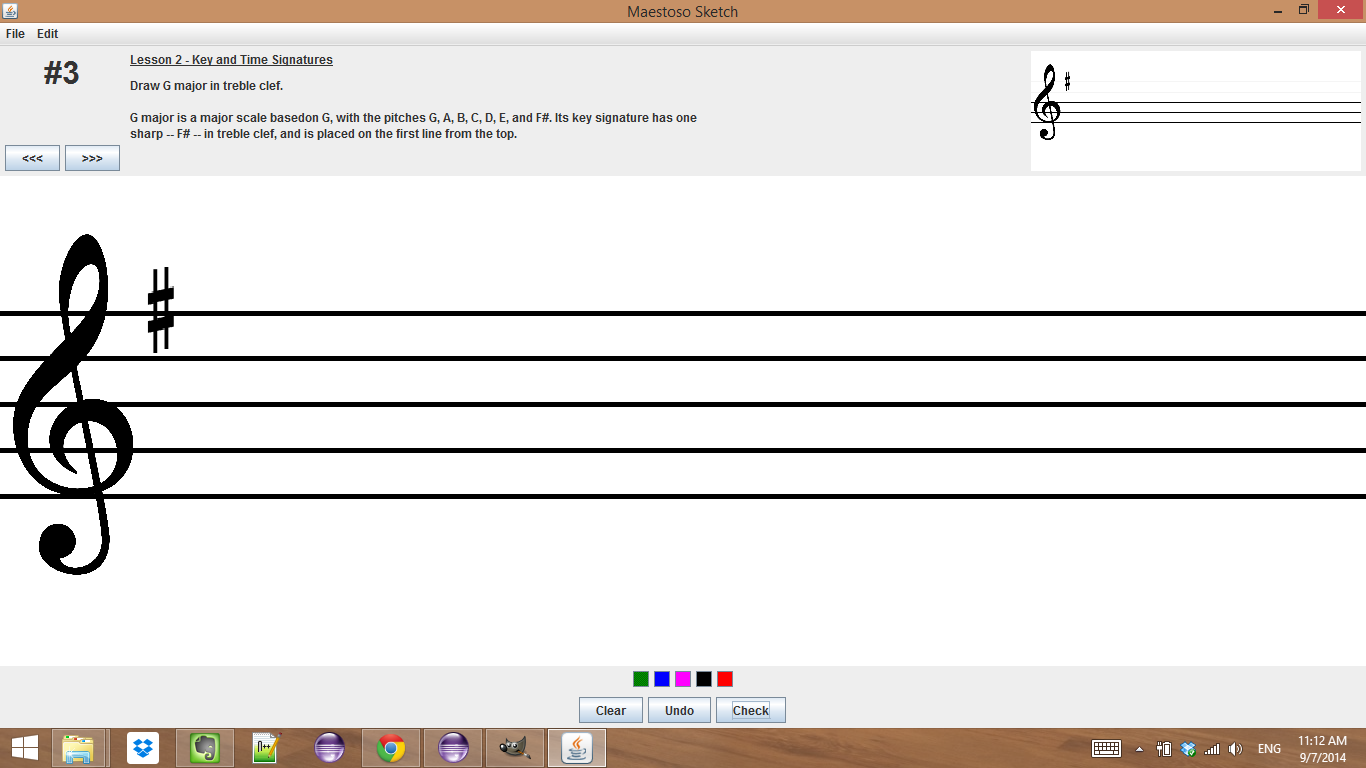 Maestoso Sketch
File Edit
#3
Lesson 2 - Key and Time Signatures
Draw G major in treble clef.
G major is a major scale basedon G, with the pitches G, A, B, C, D, E, and F#. Its key signature has one
sharp -- F# -- in treble clef, and is placed on the first line from the top.
<<< >>>
Clear Undo Check
ENG
11:12 AM
9/7/2014